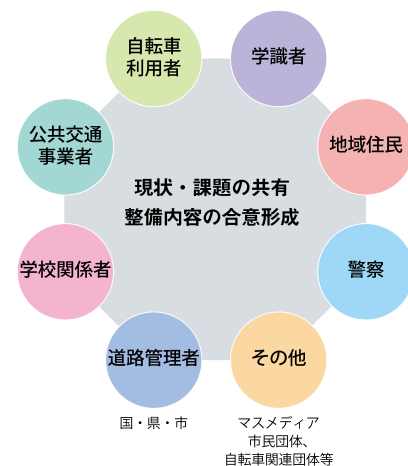 自転車
利用者
学識者
公共交通
事業者
地域住民
現状・課題の共有
整備内容の合意形成
学校関係者
警察
道路管理者
その他
国・県・市
マスメディア
市民団体、
自転車関連団体等